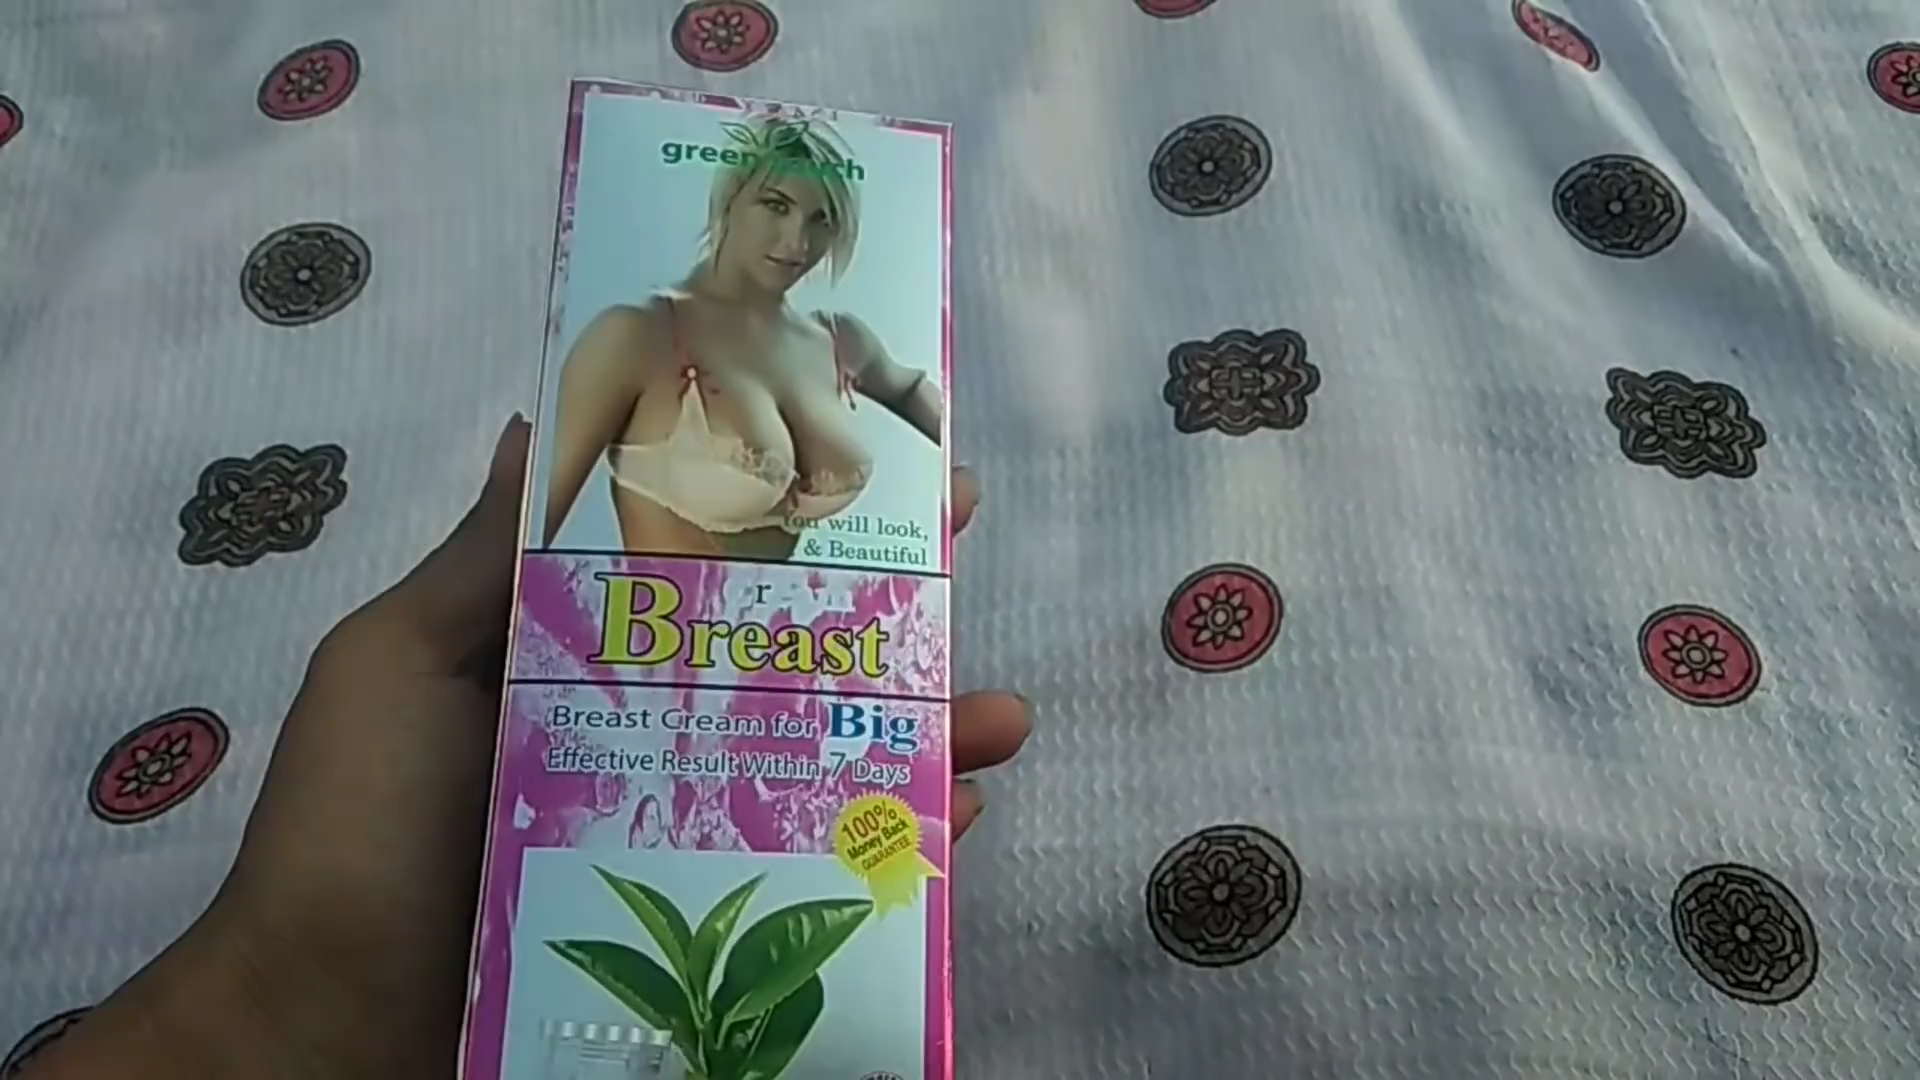 green
You will look,
& Beautiful
Breast
Breast Cream for Big
Effective Result Within 7 Days
100%
Money Back
GUARANTEE